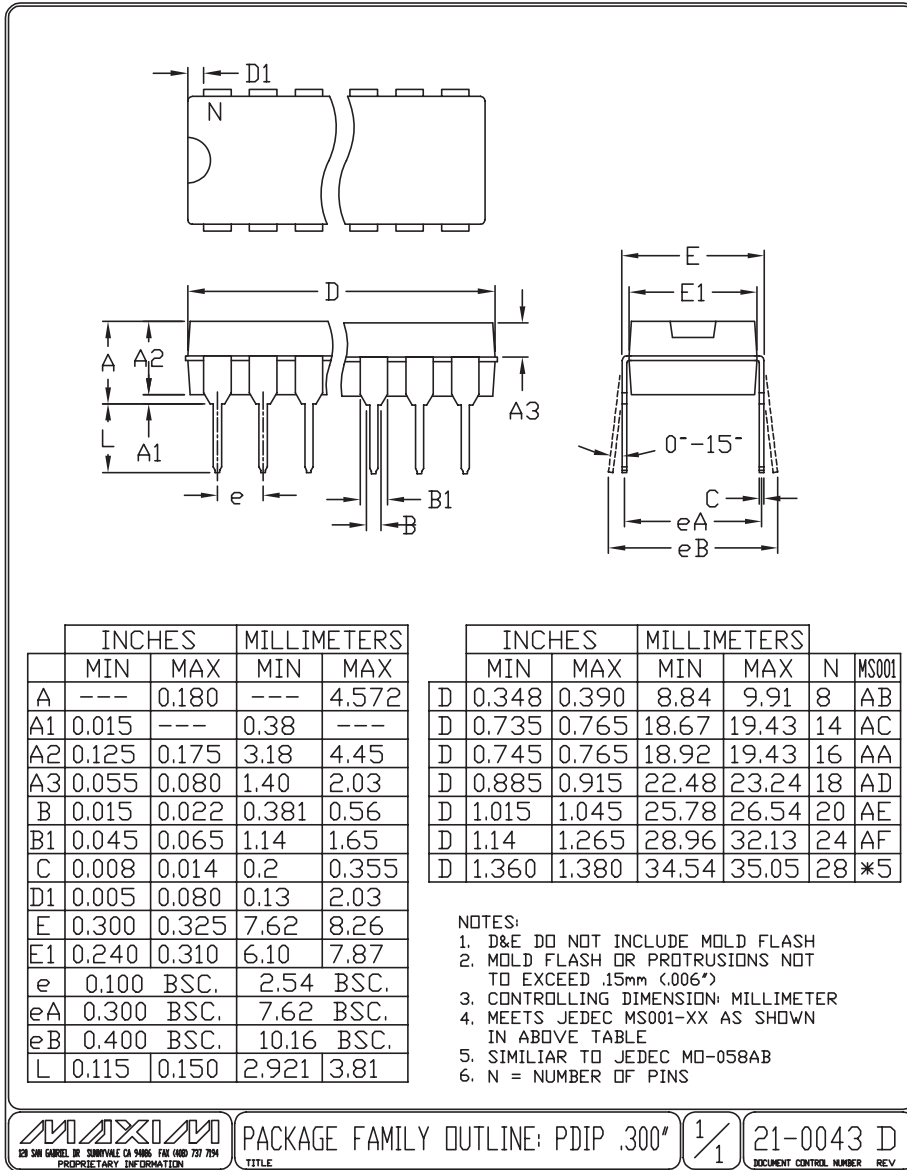 D1
N
D
E
E1
A
A2
A3
L
A1
0°-15°
e
B1
B
C
eA
eB
INCHES MILLIMETERS
MIN MAX MIN MAX
A --- 0.180 --- 4.572
A1 0.015 --- 0.38 ---
A2 0.125 0.175 3.18 4.45
A3 0.055 0.080 1.40 2.03
B 0.015 0.022 0.381 0.56
B1 0.045 0.065 1.14 1.65
C 0.008 0.014 0.2 0.355
D1 0.005 0.080 0.13 2.03
E 0.300 0.325 7.62 8.26
E1 0.240 0.310 6.10 7.87
e 0.100 BSC. 2.54 BSC.
eA 0.300 BSC. 7.62 BSC.
eB 0.400 BSC. 10.16 BSC.
L 0.115 0.150 2.921 3.81
INCHES MILLIMETERS
MIN MAX MIN MAX N MS001
D 0.348 0.390 8.84 9.91 8 AB
D 0.735 0.765 18.67 19.43 14 AC
D 0.745 0.765 18.92 19.43 16 AA
D 0.885 0.915 22.48 23.24 18 AD
D 1.015 1.045 25.78 26.54 20 AE
D 1.14 1.265 28.96 32.13 24 AF
D 1.360 1.380 34.54 35.05 28 *5
NOTES:
1. D&E DO NOT INCLUDE MOLD FLASH
2. MOLD FLASH OR PROTRUSIONS NOT
TO EXCEED .15mm (.006")
3. CONTROLLING DIMENSION: MILLIMETER
4. MEETS JEDEC MS001-XX AS SHOWN
IN ABOVE TABLE
5. SIMILIAR TO JEDEC MO-058AB
6. N = NUMBER OF PINS
MAXIM
120 SAN GABRIEL DR SUNNYVALE CA 94086 FAX (408) 737 7194
PROPRIETARY INFORMATION
PACKAGE FAMILY OUTLINE: PDIP .300"
TITLE
1/1
21-0043 D
DOCUMENT CONTROL NUMBER REV